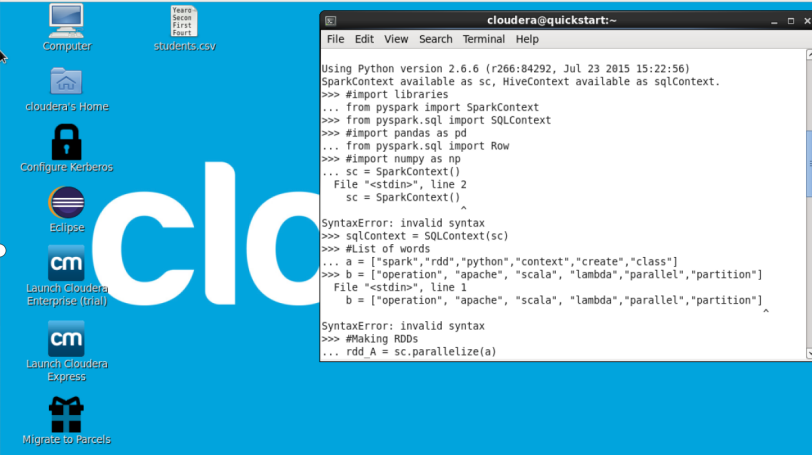 Computer
Yearo
Secon
First
Fourt
students.csv
cloudera's Home
Configure Kerberos
Eclipse
cm
Launch Cloudera
Enterprise (trial)
cm
Launch Cloudera
Express
Migrate to Parcels
clo
cloudera@quickstart:~
File Edit View Search Terminal Help
Using Python version 2.6.6 (r266:84292, Jul 23 2015 15:22:56)
SparkContext available as sc, HiveContext available as sqlContext.
>>> #import libraries
... from pyspark import SparkContext
>>> from pyspark.sql import SQLContext
>>> #import pandas as pd
... from pyspark.sql import Row
>>> #import numpy as np
... sc = SparkContext()
  File "<stdin>", line 2
    sc = SparkContext()
                      ^
SyntaxError: invalid syntax
>>> sqlContext = SQLContext(sc)
>>> #List of words
... a = ["spark","rdd","python","context","create","class"]
>>> b = ["operation", "apache", "scala", "lambda","parallel","partition"]
  File "<stdin>", line 1
    b = ["operation", "apache", "scala", "lambda","parallel","partition"]
                                                                        ^
SyntaxError: invalid syntax
>>> #Making RDDs
... rdd_A = sc.parallelize(a)